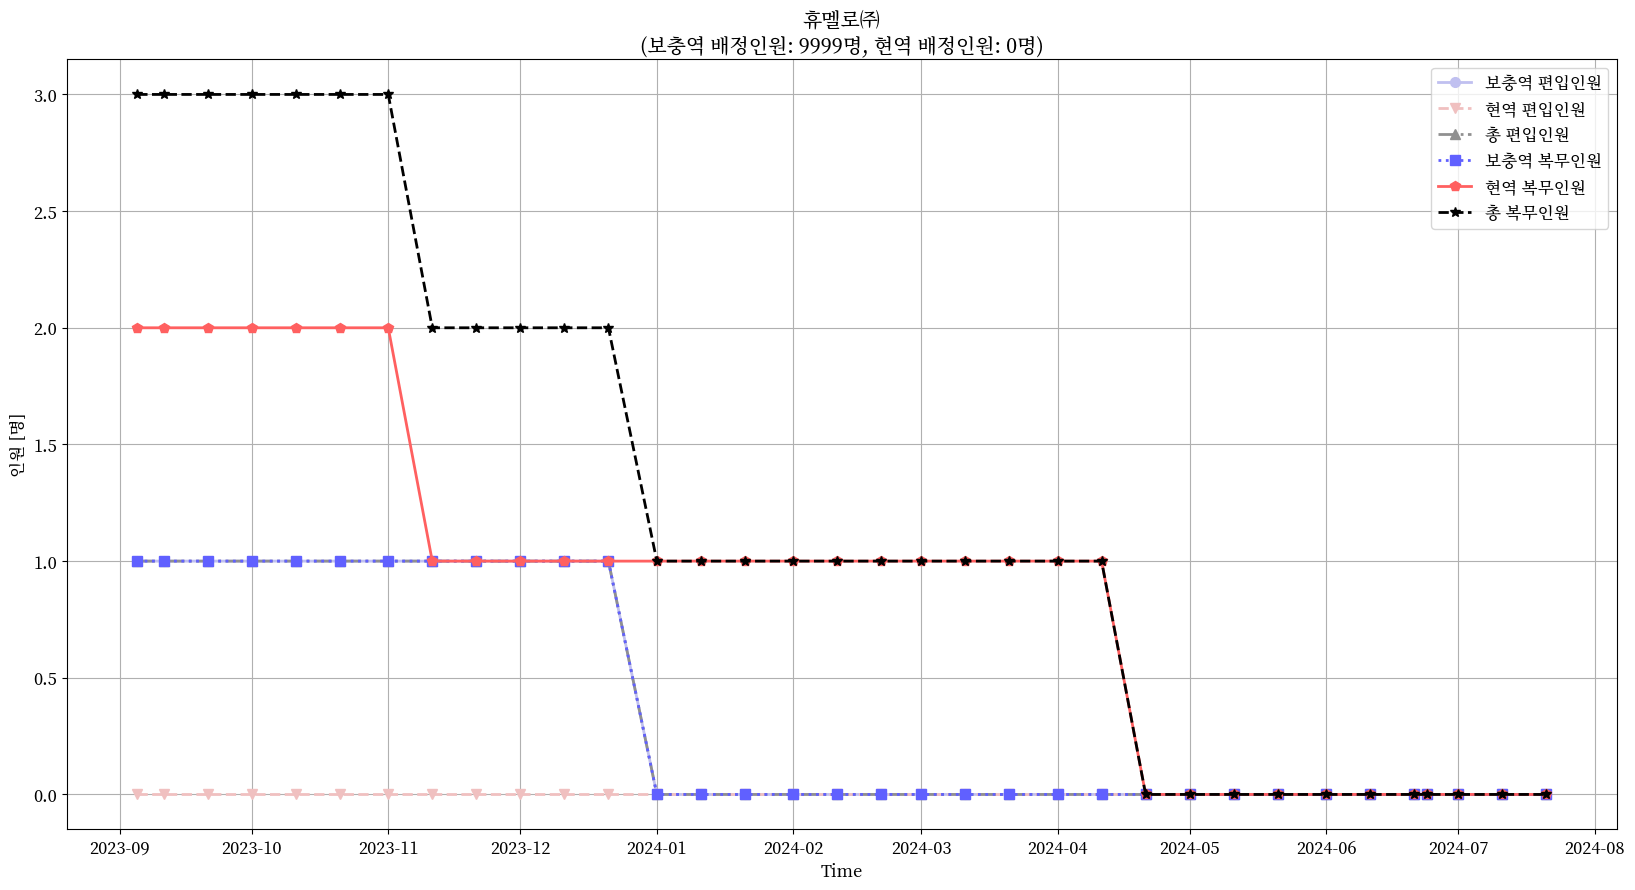 휴멜로㈜
(보충역 배정인원: 9999명, 현역 배정인원: 0명)
보충역 편입인원
현역 편입인원
총 편입인원
보충역 복무인원
현역 복무인원
총 복무인원
인원 [명]
3.0
2.5
2.0
1.5
1.0
0.5
0.0
2023-09 2023-10 2023-11 2023-12 2024-01 2024-02 2024-03 2024-04 2024-05 2024-06 2024-07 2024-08
Time